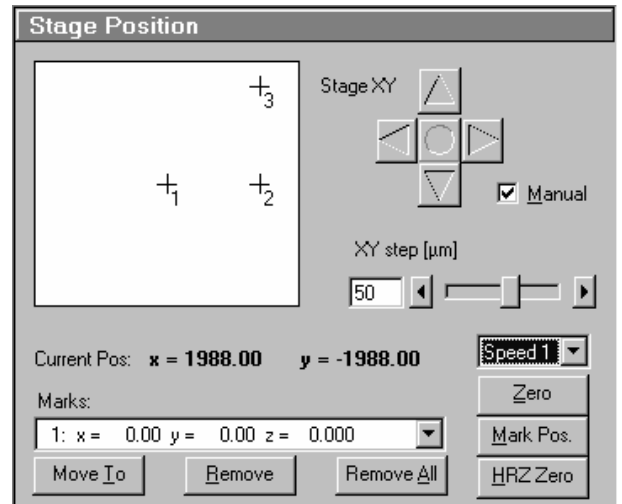 Stage Position
3
Stage XY
1
2
Manual
XY step [µm]
50
Current Pos: x = 1988.00 y = -1988.00
Speed 1
Marks:
Zero
1: x = 0.00 y = 0.00 z = 0.000
Mark Pos.
Move To Remove Remove All
HRZ Zero